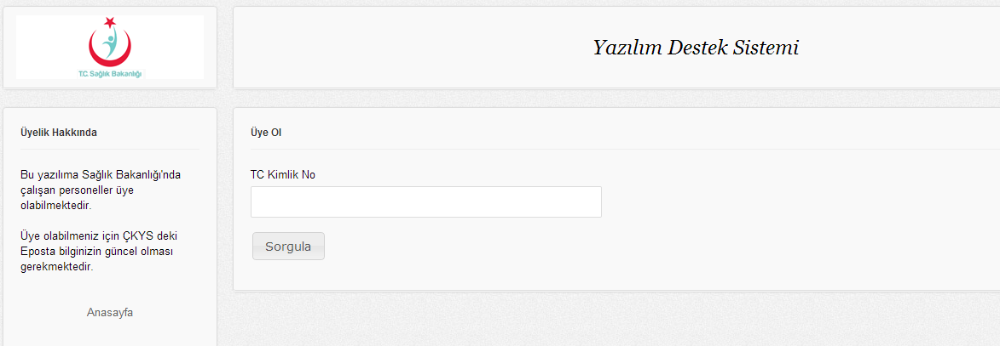 T.C. Sağlık Bakanlığı
Yazılım Destek Sistemi
Üyelik Hakkında
Bu yazılıma Sağlık Bakanlığı'nda
çalışan personeller üye
olabilmektedir.
Üye olabilmeniz için ÇKYS deki
Eposta bilginizin güncel olması
gerekmektedir.
Anasayfa
Üye Ol
TC Kimlik No
Sorgula